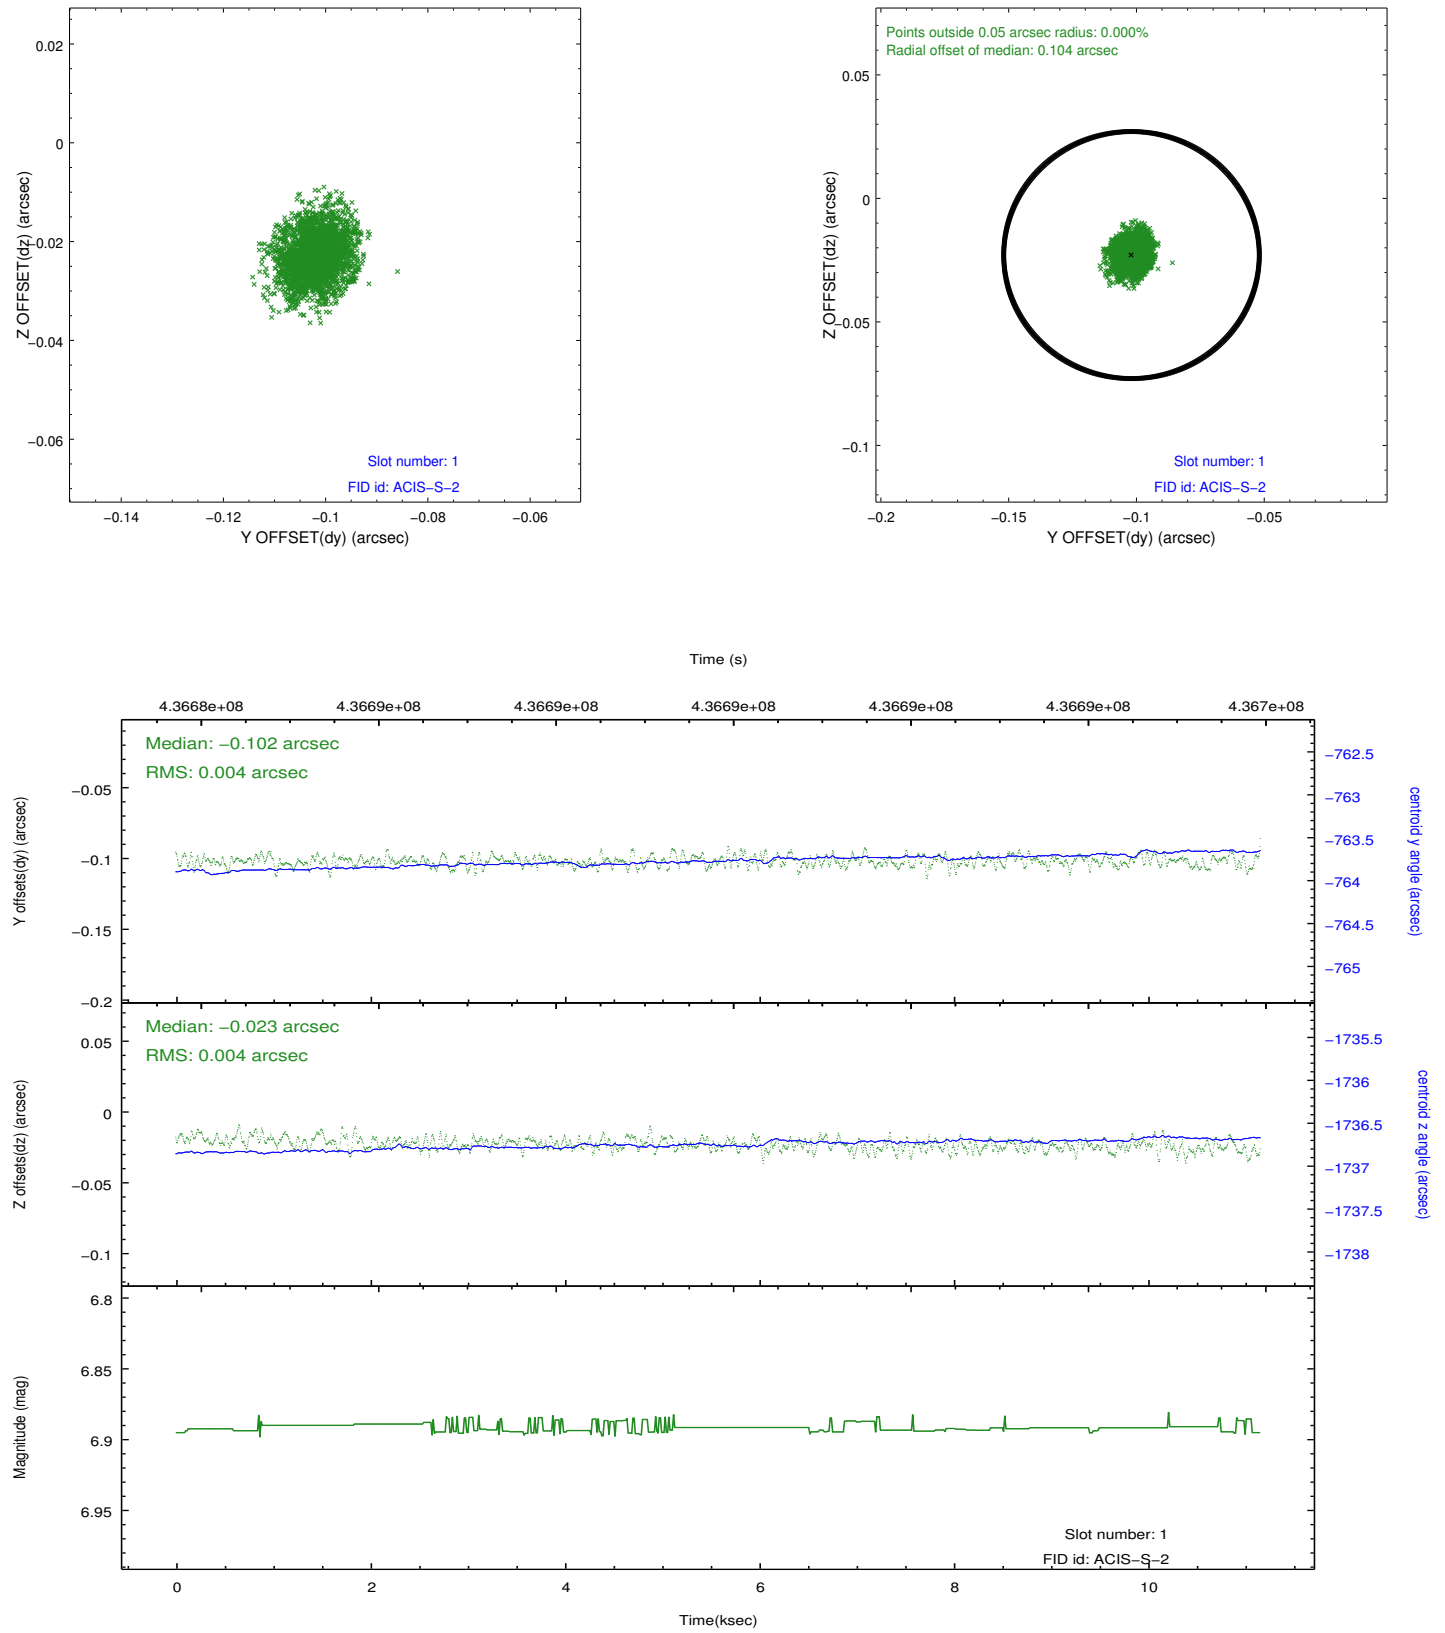 0.02
0
−0.02
−0.04
−0.06
Z OFFSET(dz) (arcsec)
Slot number: 1
FID id: ACIS−S−2
−0.14
−0.12
−0.1
−0.08
−0.06
Y OFFSET(dy) (arcsec)
Points outside 0.05 arcsec radius: 0.000%
Radial offset of median: 0.104 arcsec
0.05
0
−0.05
−0.1
Z OFFSET(dz) (arcsec)
Slot number: 1
FID id: ACIS−S−2
−0.2
−0.15
−0.1
−0.05
Y OFFSET(dy) (arcsec)
Time (s)
4.3668e+08
4.3669e+08
4.3669e+08
4.3669e+08
4.3669e+08
4.3669e+08
4.367e+08
Median: −0.102 arcsec
RMS: 0.004 arcsec
−0.05
−0.1
−0.15
−0.2
Y offsets(dy) (arcsec)
−762.5
−763
−763.5
−764
−764.5
−765
centroid y angle (arcsec)
Median: −0.023 arcsec
RMS: 0.004 arcsec
0.05
0
−0.05
−0.1
Z offsets(dz) (arcsec)
−1735.5
−1736
−1736.5
−1737
−1737.5
−1738
centroid z angle (arcsec)
6.8
6.85
6.9
6.95
Magnitude (mag)
Slot number: 1
FID id: ACIS−S−2
0
2
4
6
8
10
Time(ksec)